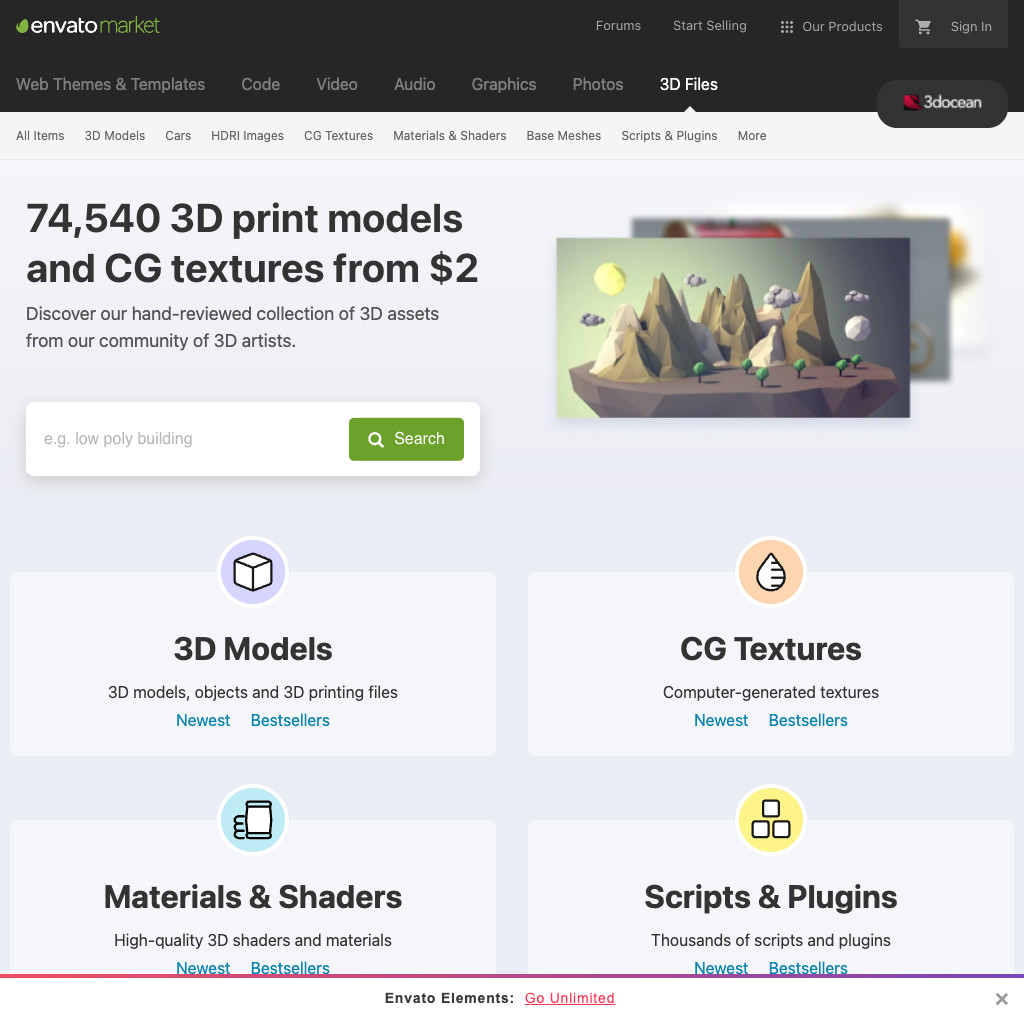 envato market
Forums Start Selling Our Products Sign In
Web Themes & Templates Code Video Audio Graphics Photos 3D Files
3docean
All Items 3D Models Cars HDRI Images CG Textures Materials & Shaders Base Meshes Scripts & Plugins More
74,540 3D print models
and CG textures from $2
Discover our hand-reviewed collection of 3D assets
from our community of 3D artists.
e.g. low poly building Search
3D Models
3D models, objects and 3D printing files
Newest Bestsellers
CG Textures
Computer-generated textures
Newest Bestsellers
Materials & Shaders
High-quality 3D shaders and materials
Newest Bestsellers
Scripts & Plugins
Thousands of scripts and plugins
Newest Bestsellers
Envato Elements: Go Unlimited